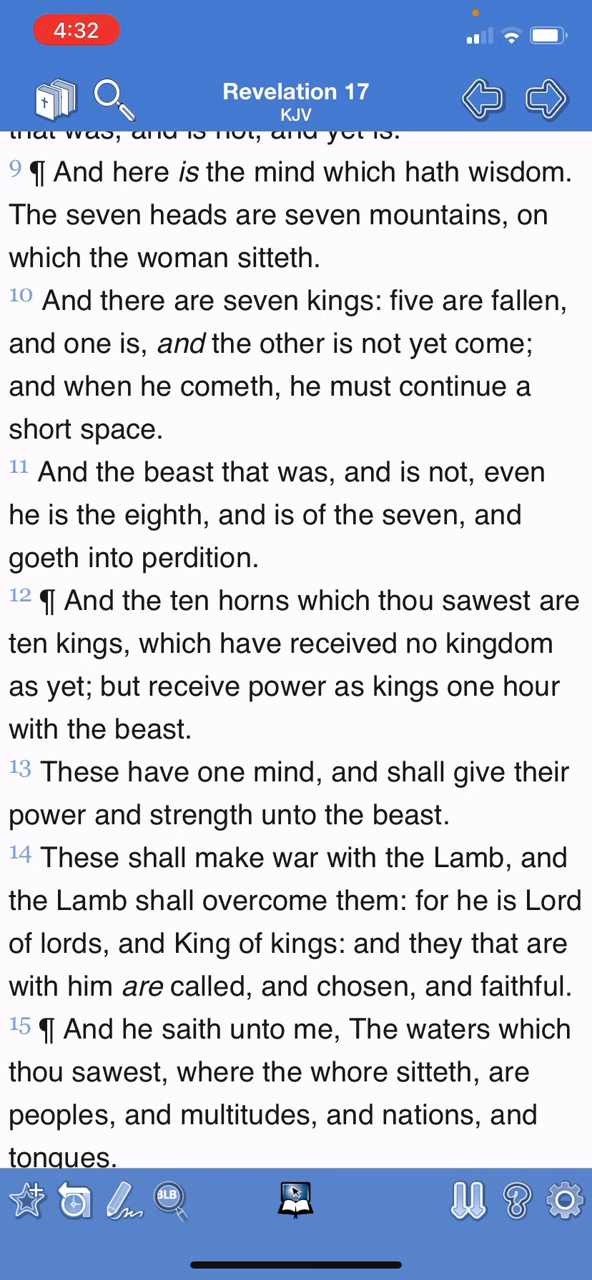 4:32
Revelation 17
KJV
that was, and is not, and yet is.
9 ¶ And here is the mind which hath wisdom.
The seven heads are seven mountains, on
which the woman sitteth.
10 And there are seven kings: five are fallen,
and one is, and the other is not yet come;
and when he cometh, he must continue a
short space.
11 And the beast that was, and is not, even
he is the eighth, and is of the seven, and
goeth into perdition.
12 ¶ And the ten horns which thou sawest are
ten kings, which have received no kingdom
as yet; but receive power as kings one hour
with the beast.
13 These have one mind, and shall give their
power and strength unto the beast.
14 These shall make war with the Lamb, and
the Lamb shall overcome them: for he is Lord
of lords, and King of kings: and they that are
with him are called, and chosen, and faithful.
15 ¶ And he saith unto me, The waters which
thou sawest, where the whore sitteth, are
peoples, and multitudes, and nations, and
tongues.
BLB